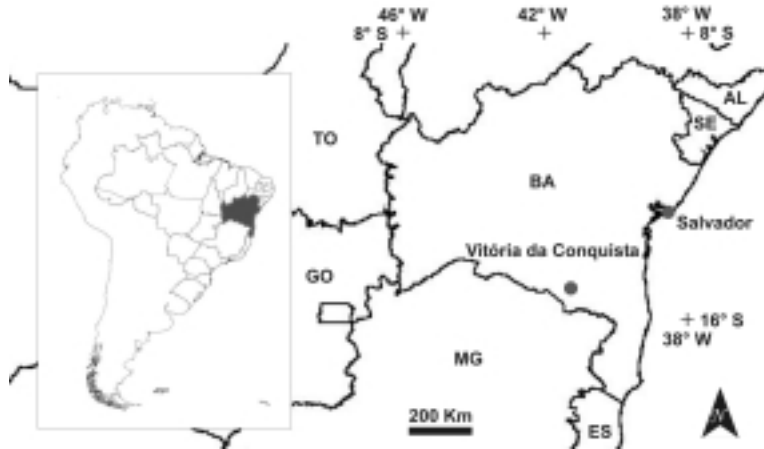 46° W 42° W 38° W
8° S 8° S
AL
SE
TO
BA
Salvador
Vitória da Conquista
GO
16° S
38° W
MG
200 Km
ES
N